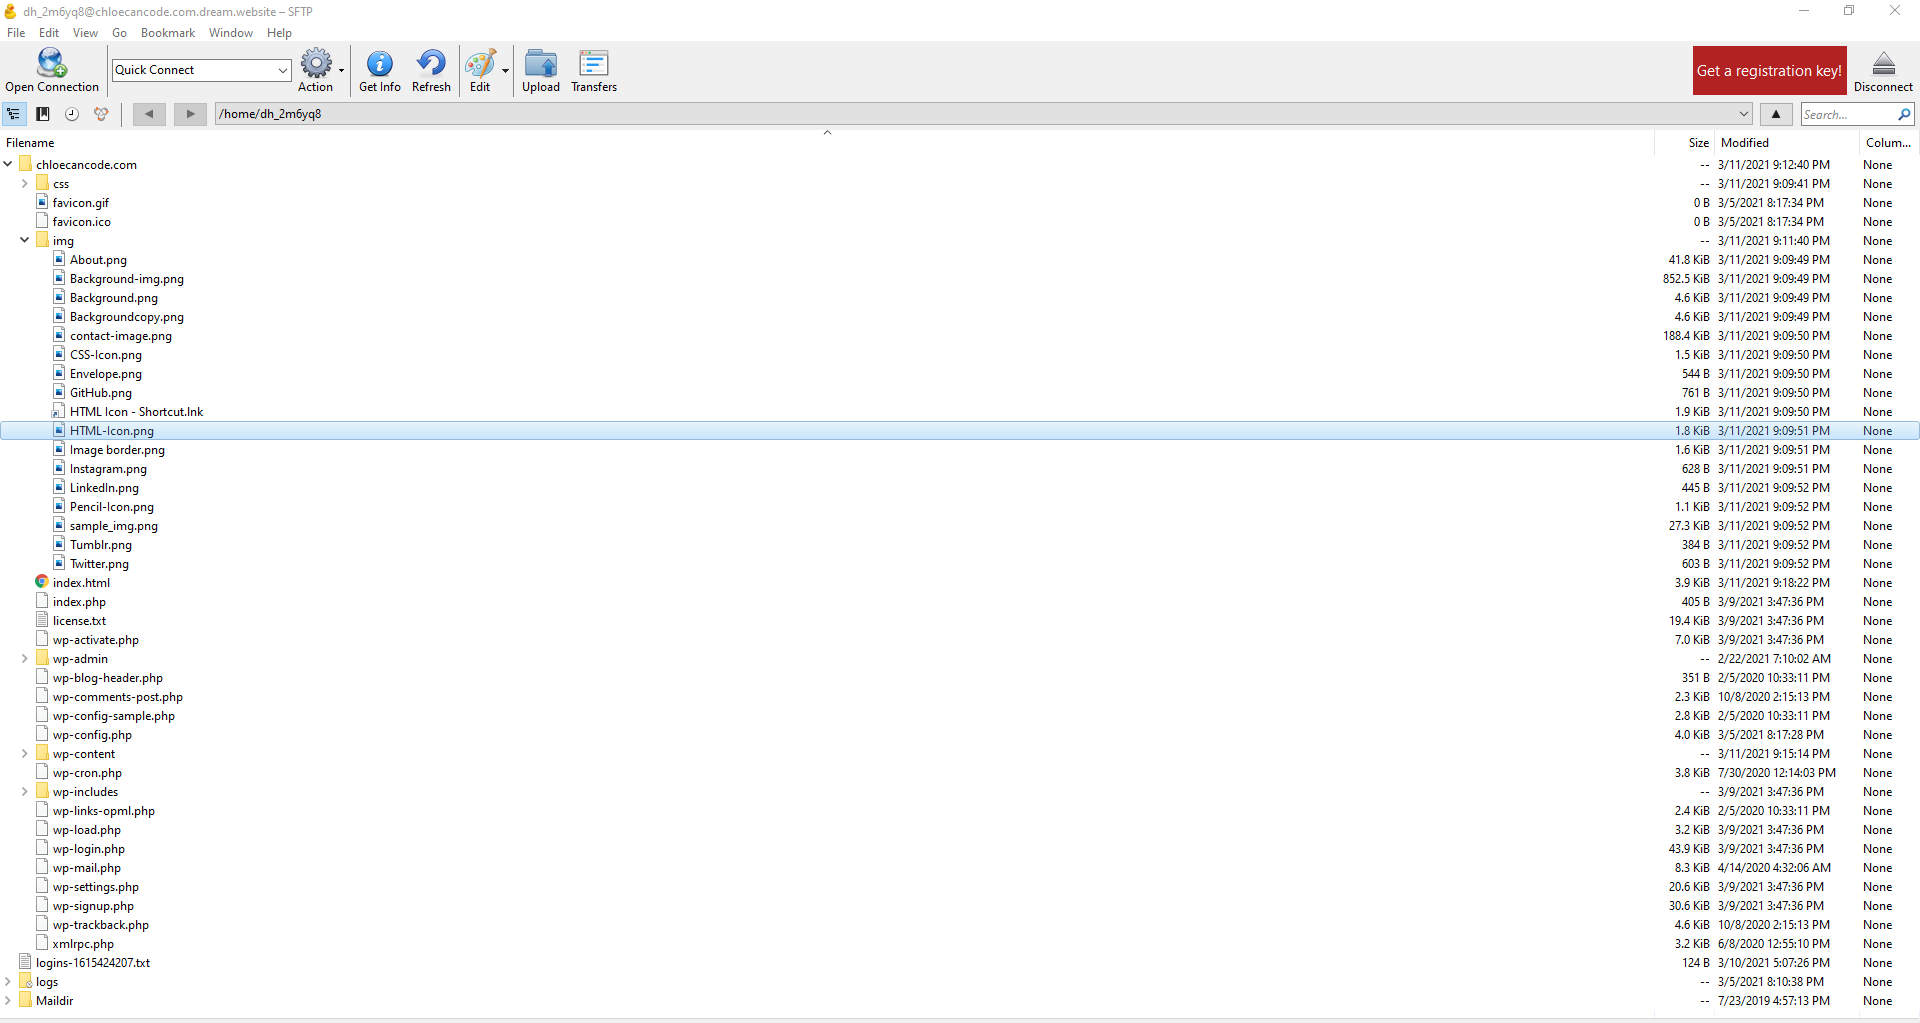 dh_2m6yq8@chloecancode.com.dream.website – SFTP
File Edit View Go Bookmark Window Help
Open Connection Quick Connect Action Get Info Refresh Edit Upload Transfers Get a registration key! Disconnect
/home/dh_2m6yq8 Search...
Filename Size Modified Colum...
chloecancode.com -- 3/11/2021 9:12:40 PM None
css -- 3/11/2021 9:09:41 PM None
favicon.gif 0 B 3/5/2021 8:17:34 PM None
favicon.ico 0 B 3/5/2021 8:17:34 PM None
img -- 3/11/2021 9:11:40 PM None
About.png 41.8 KiB 3/11/2021 9:09:49 PM None
Background-img.png 852.5 KiB 3/11/2021 9:09:49 PM None
Background.png 4.6 KiB 3/11/2021 9:09:49 PM None
Backgroundcopy.png 4.6 KiB 3/11/2021 9:09:49 PM None
contact-image.png 188.4 KiB 3/11/2021 9:09:50 PM None
CSS-Icon.png 1.5 KiB 3/11/2021 9:09:50 PM None
Envelope.png 544 B 3/11/2021 9:09:50 PM None
GitHub.png 761 B 3/11/2021 9:09:50 PM None
HTML Icon - Shortcut.lnk 1.9 KiB 3/11/2021 9:09:50 PM None
HTML-Icon.png 1.8 KiB 3/11/2021 9:09:51 PM None
Image border.png 1.6 KiB 3/11/2021 9:09:51 PM None
Instagram.png 628 B 3/11/2021 9:09:51 PM None
LinkedIn.png 445 B 3/11/2021 9:09:52 PM None
Pencil-Icon.png 1.1 KiB 3/11/2021 9:09:52 PM None
sample_img.png 27.3 KiB 3/11/2021 9:09:52 PM None
Tumblr.png 384 B 3/11/2021 9:09:52 PM None
Twitter.png 603 B 3/11/2021 9:09:52 PM None
index.html 3.9 KiB 3/11/2021 9:18:22 PM None
index.php 405 B 3/9/2021 3:47:36 PM None
license.txt 19.4 KiB 3/9/2021 3:47:36 PM None
wp-activate.php 7.0 KiB 3/9/2021 3:47:36 PM None
wp-admin -- 2/22/2021 7:10:02 AM None
wp-blog-header.php 351 B 2/5/2020 10:33:11 PM None
wp-comments-post.php 2.3 KiB 10/8/2020 2:15:13 PM None
wp-config-sample.php 2.8 KiB 2/5/2020 10:33:11 PM None
wp-config.php 4.0 KiB 3/5/2021 8:17:28 PM None
wp-content -- 3/11/2021 9:15:14 PM None
wp-cron.php 3.8 KiB 7/30/2020 12:14:03 PM None
wp-includes -- 3/9/2021 3:47:36 PM None
wp-links-opml.php 2.4 KiB 2/5/2020 10:33:11 PM None
wp-load.php 3.2 KiB 3/9/2021 3:47:36 PM None
wp-login.php 43.9 KiB 3/9/2021 3:47:36 PM None
wp-mail.php 8.3 KiB 4/14/2020 4:32:06 AM None
wp-settings.php 20.6 KiB 3/9/2021 3:47:36 PM None
wp-signup.php 30.6 KiB 3/9/2021 3:47:36 PM None
wp-trackback.php 4.6 KiB 10/8/2020 2:15:13 PM None
xmlrpc.php 3.2 KiB 6/8/2020 12:55:10 PM None
logins-1615424207.txt 124 B 3/10/2021 5:07:26 PM None
logs -- 3/5/2021 8:10:38 PM None
Maildir -- 7/23/2019 4:57:13 PM None